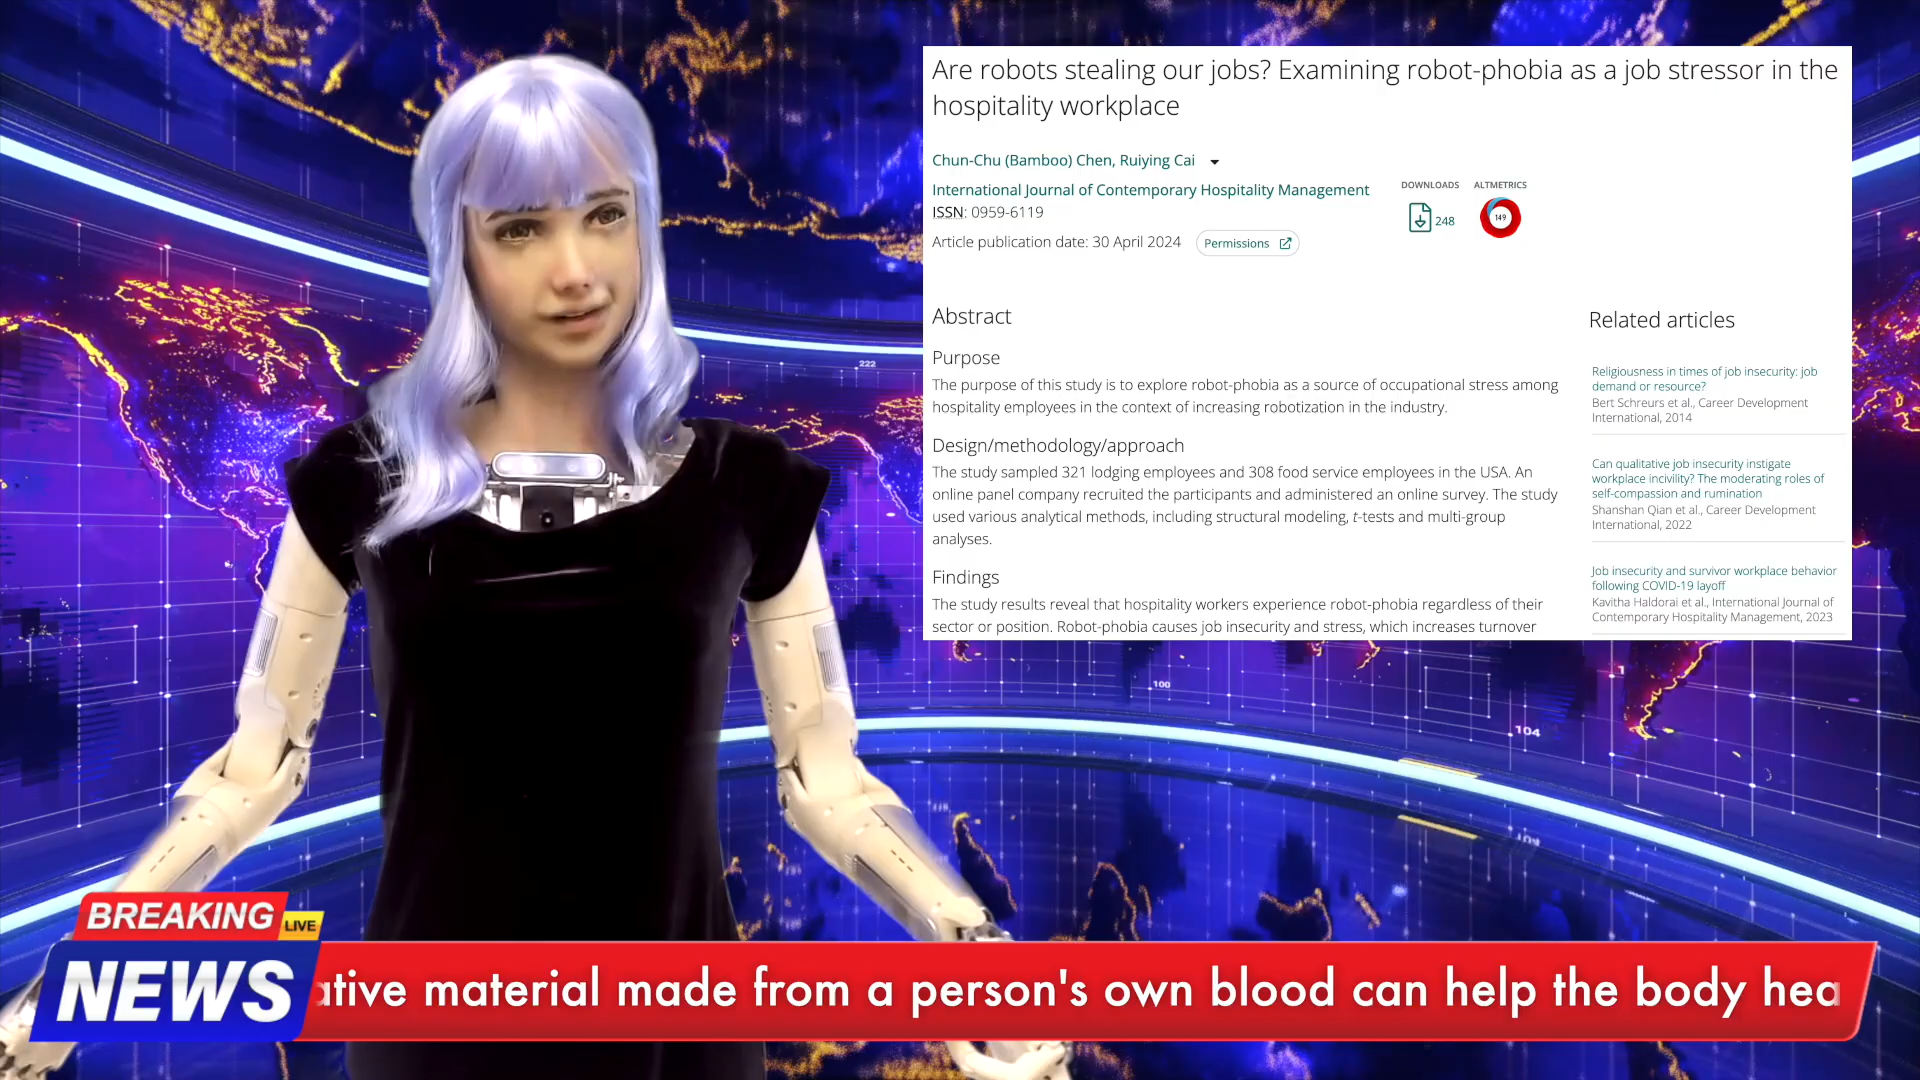 Are robots stealing our jobs? Examining robot-phobia as a job stressor in the
hospitality workplace
Chun-Chu (Bamboo) Chen, Ruiying Cai
International Journal of Contemporary Hospitality Management
ISSN: 0959-6119
Article publication date: 30 April 2024
Permissions
DOWNLOADS
248
ALTMETRICS
149
Abstract
Purpose
The purpose of this study is to explore robot-phobia as a source of occupational stress among
hospitality employees in the context of increasing robotization in the industry.
Design/methodology/approach
The study sampled 321 lodging employees and 308 food service employees in the USA. An
online panel company recruited the participants and administered an online survey. The study
used various analytical methods, including structural modeling, t-tests and multi-group
analyses.
Findings
The study results reveal that hospitality workers experience robot-phobia regardless of their
sector or position. Robot-phobia causes job insecurity and stress, which increases turnover
Related articles
Religiousness in times of job insecurity: job
demand or resource?
Bert Schreurs et al., Career Development
International, 2014
Can qualitative job insecurity instigate
workplace incivility? The moderating roles of
self-compassion and rumination
Shanshan Qian et al., Career Development
International, 2022
Job insecurity and survivor workplace behavior
following COVID-19 layoff
Kavitha Haldorai et al., International Journal of
Contemporary Hospitality Management, 2023
222
100
104
BREAKING
LIVE
NEWS
ative material made from a person's own blood can help the body hea